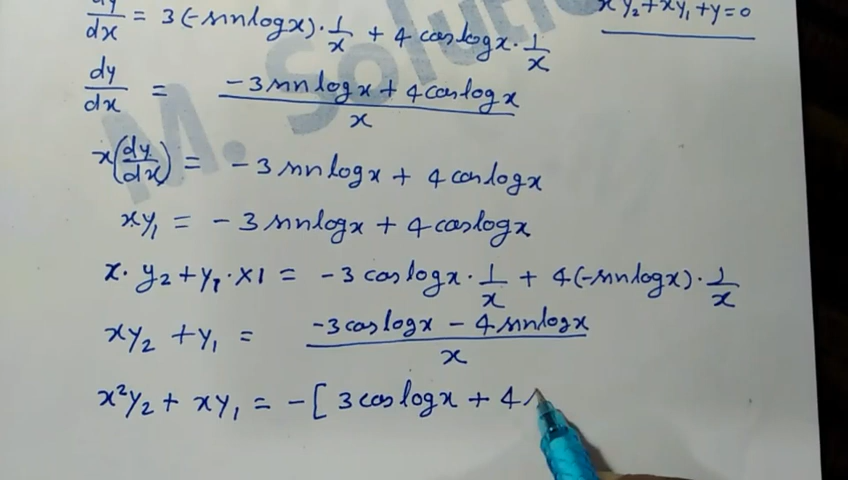 x y₂ + xy₁ + y = 0
dy/dx = 3(-sin log x) · 1/x + 4 cos log x · 1/x
dy/dx = (-3 sin log x + 4 cos log x)/x
x(dy/dx) = -3 sin log x + 4 cos log x
xy₁ = -3 sin log x + 4 cos log x
x · y₂ + y₁ · x1 = -3 cos log x · 1/x + 4(-sin log x) · 1/x
xy₂ + y₁ = (-3 cos log x - 4 sin log x)/x
x²y₂ + xy₁ = -[ 3 cos log x + 4
M. Solutio